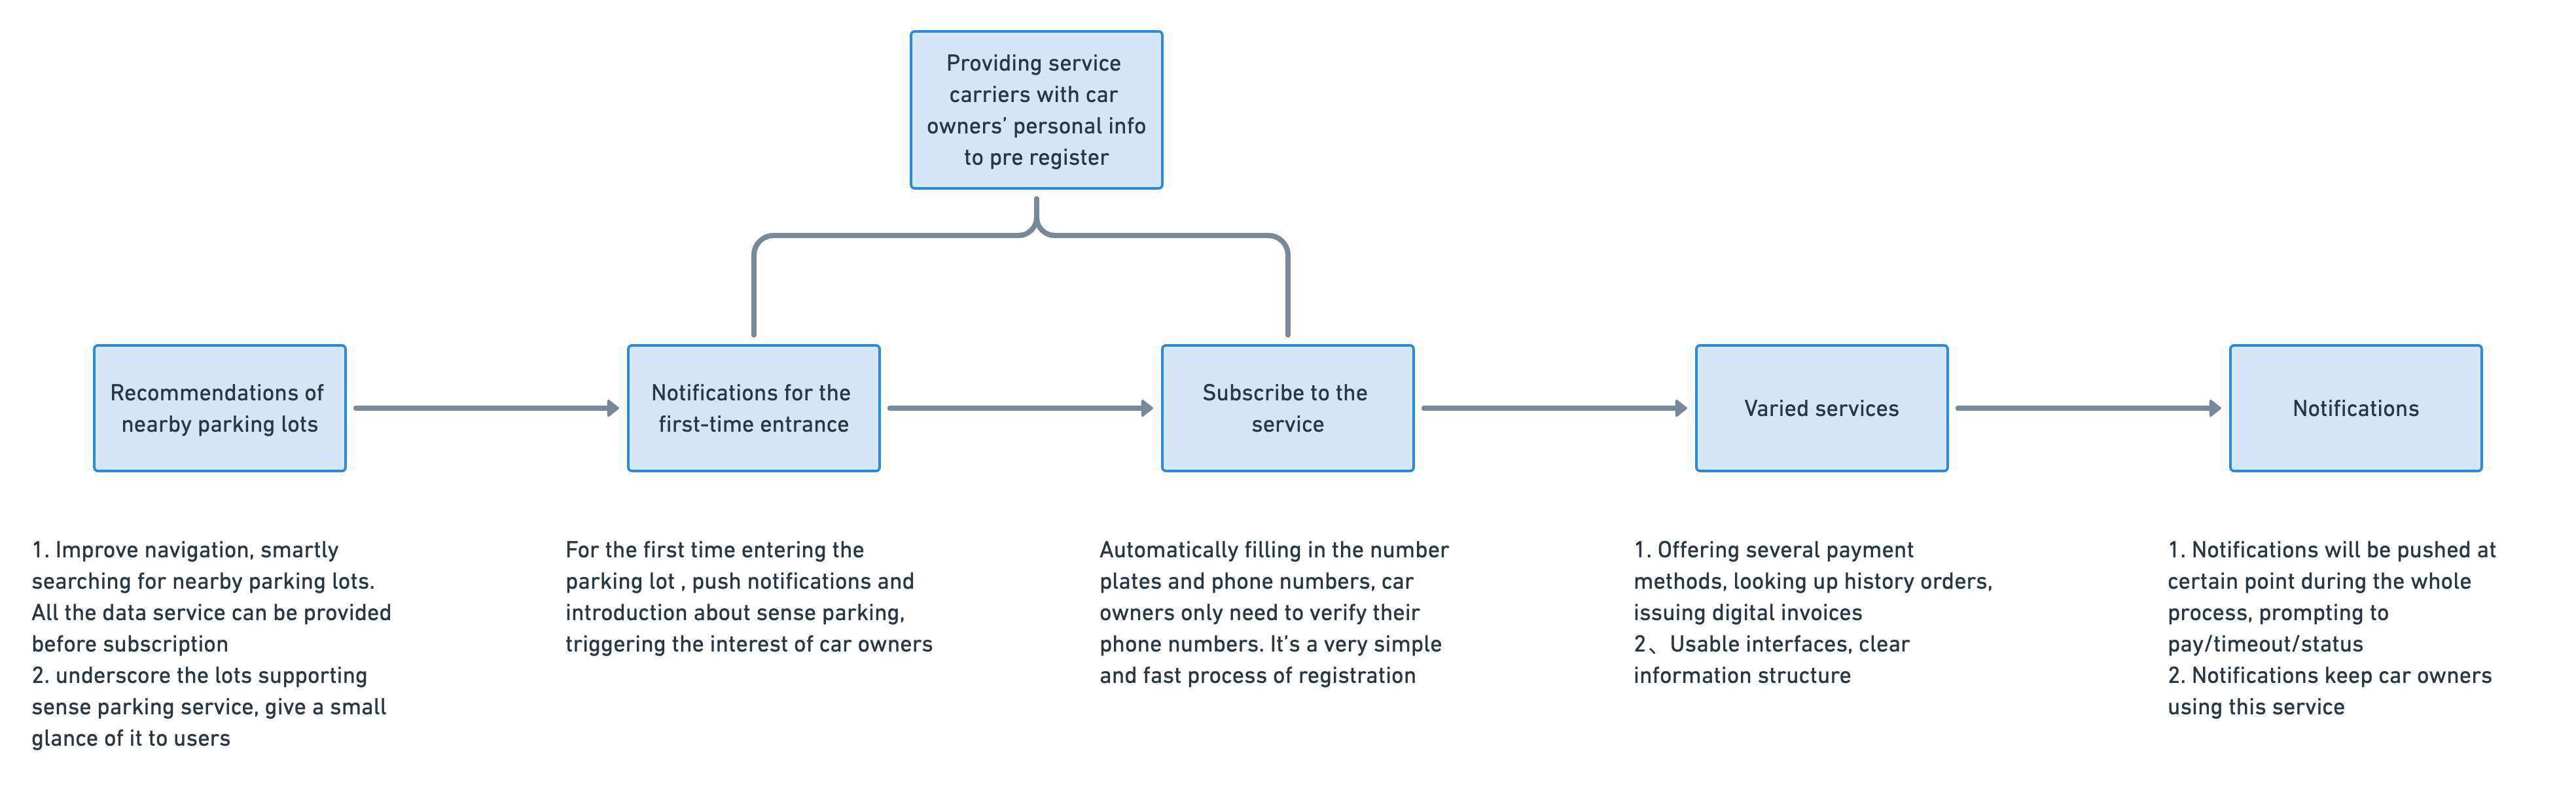 Providing service
carriers with car
owners’ personal info
to pre register
Recommendations of
nearby parking lots
Notifications for the
first-time entrance
Subscribe to the
service
Varied services
Notifications
1. Improve navigation, smartly
searching for nearby parking lots.
All the data service can be provided
before subscription
2. underscore the lots supporting
sense parking service, give a small
glance of it to users
For the first time entering the
parking lot , push notifications and
introduction about sense parking,
triggering the interest of car owners
Automatically filling in the number
plates and phone numbers, car
owners only need to verify their
phone numbers. It’s a very simple
and fast process of registration
1. Offering several payment
methods, looking up history orders,
issuing digital invoices
2、Usable interfaces, clear
information structure
1. Notifications will be pushed at
certain point during the whole
process, prompting to
pay/timeout/status
2. Notifications keep car owners
using this service